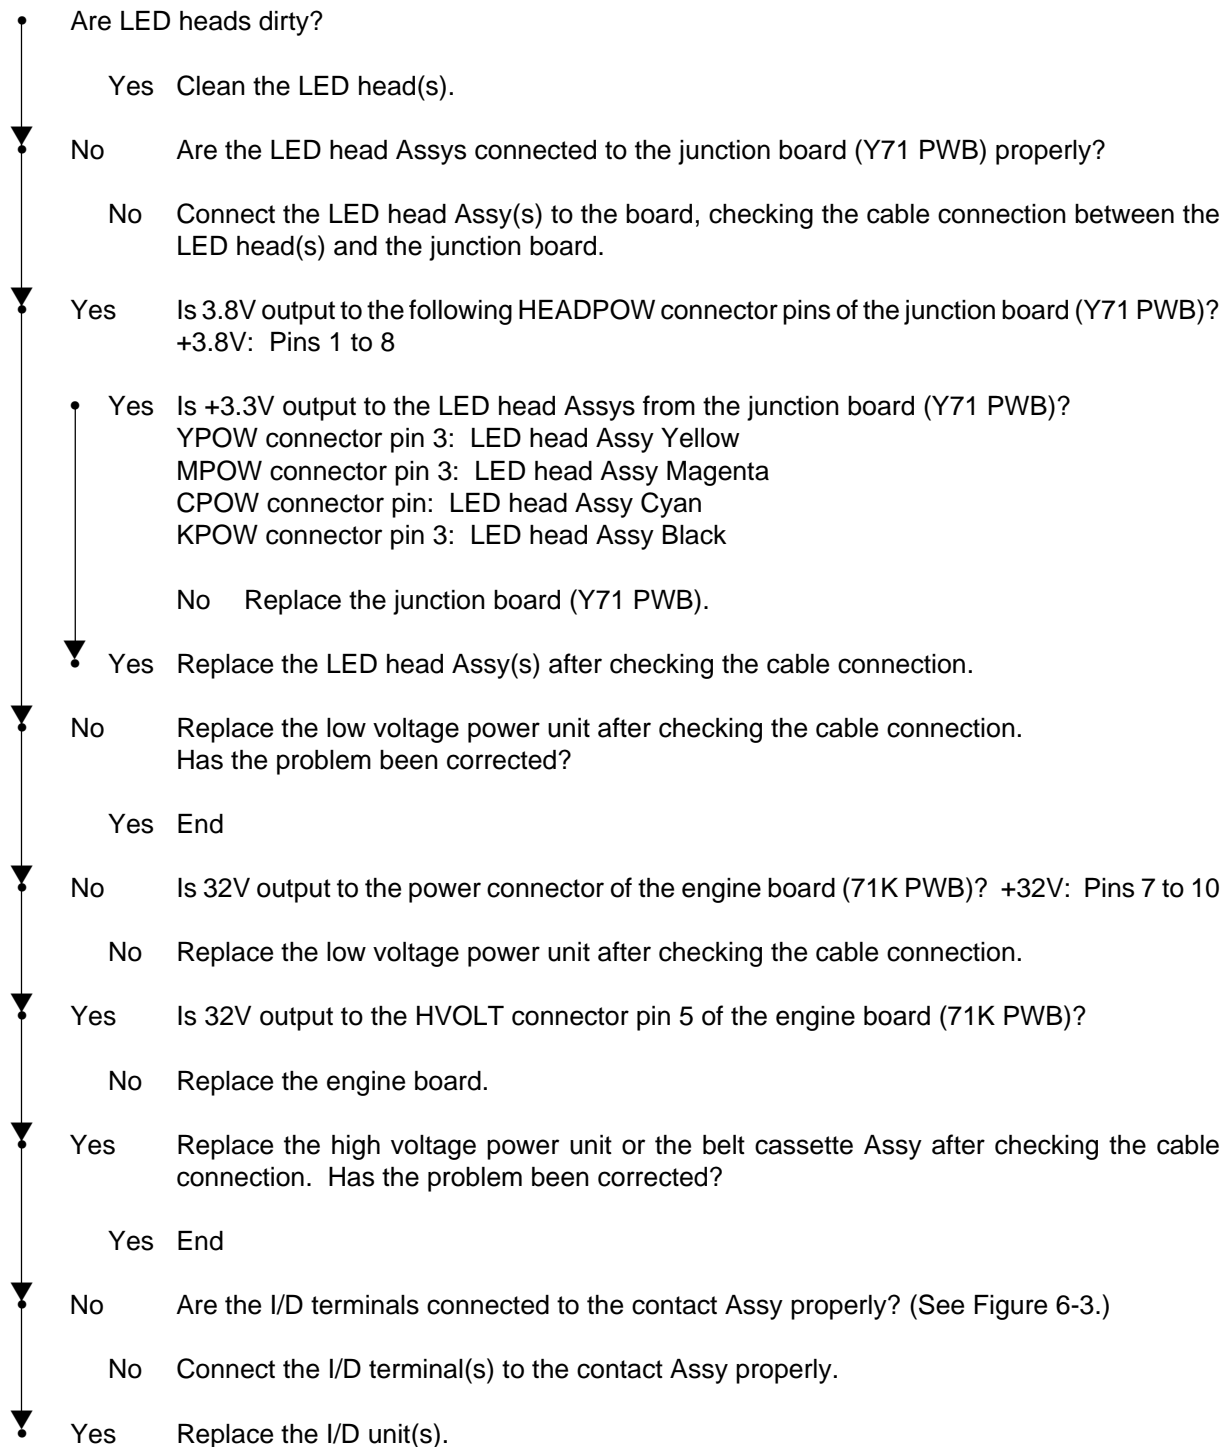 Are LED heads dirty?
Yes Clean the LED head(s).
No Are the LED head Assys connected to the junction board (Y71 PWB) properly?
No Connect the LED head Assy(s) to the board, checking the cable connection between the
LED head(s) and the junction board.
Yes Is 3.8V output to the following HEADPOW connector pins of the junction board (Y71 PWB)?
+3.8V: Pins 1 to 8
Yes Is +3.3V output to the LED head Assys from the junction board (Y71 PWB)?
YPOW connector pin 3: LED head Assy Yellow
MPOW connector pin 3: LED head Assy Magenta
CPOW connector pin: LED head Assy Cyan
KPOW connector pin 3: LED head Assy Black
No Replace the junction board (Y71 PWB).
Yes Replace the LED head Assy(s) after checking the cable connection.
No Replace the low voltage power unit after checking the cable connection.
Has the problem been corrected?
Yes End
No Is 32V output to the power connector of the engine board (71K PWB)? +32V: Pins 7 to 10
No Replace the low voltage power unit after checking the cable connection.
Yes Is 32V output to the HVOLT connector pin 5 of the engine board (71K PWB)?
No Replace the engine board.
Yes Replace the high voltage power unit or the belt cassette Assy after checking the cable
connection. Has the problem been corrected?
Yes End
No Are the I/D terminals connected to the contact Assy properly? (See Figure 6-3.)
No Connect the I/D terminal(s) to the contact Assy properly.
Yes Replace the I/D unit(s).